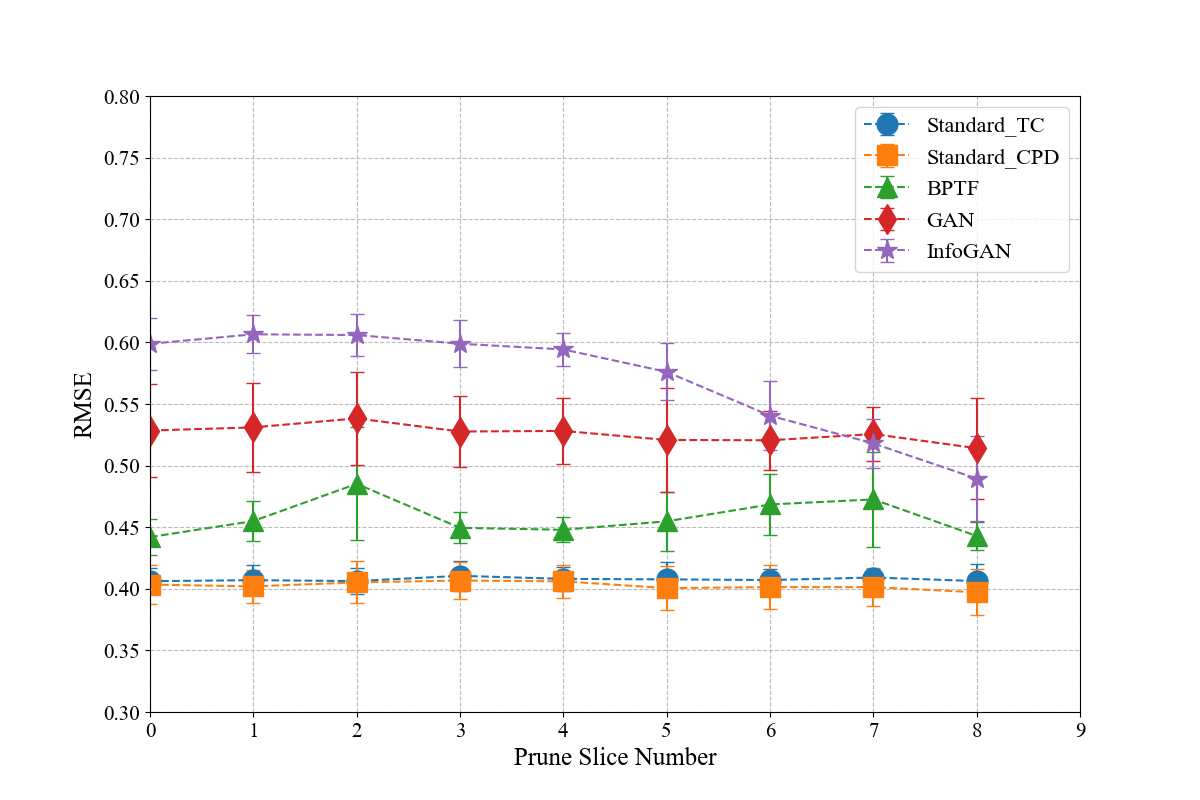 0.80
0.75
0.70
0.65
0.60
0.55
0.50
0.45
0.40
0.35
0.30
RMSE
Standard_TC
Standard_CPD
BPTF
GAN
InfoGAN
0 1 2 3 4 5 6 7 8 9
Prune Slice Number